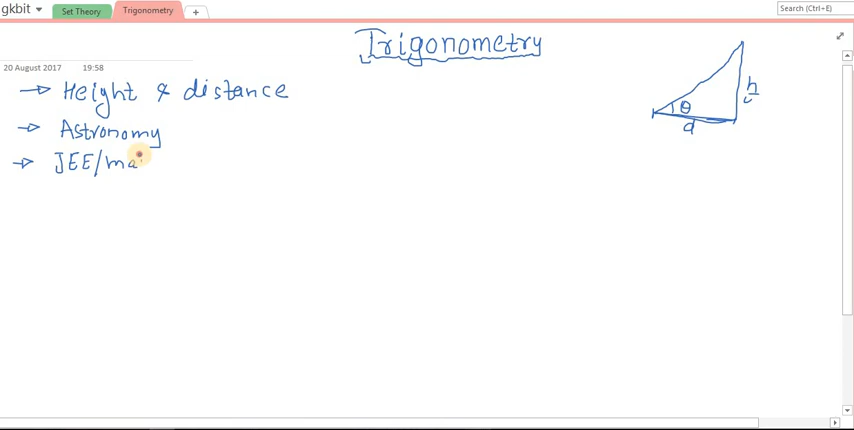 gkbit
Set Theory
Trigonometry
+
Search (Ctrl+E)
Trigonometry
20 August 2017 19:58
→ Height & distance
→ Astronomy
→ JEE/ma
θ
h
d